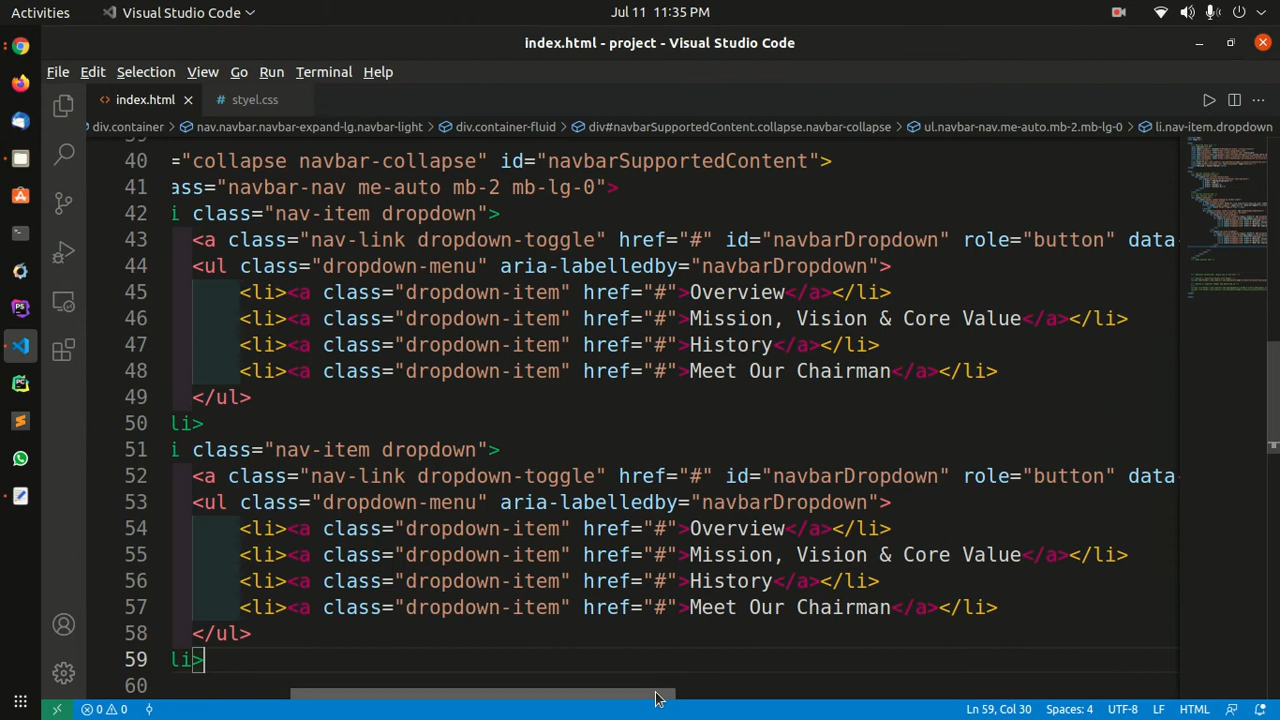 Activities
Visual Studio Code
Jul 11 11:35 PM
index.html - project - Visual Studio Code
File Edit Selection View Go Run Terminal Help
<> index.html
# styel.css
div.container > nav.navbar.navbar-expand-lg.navbar-light > div.container-fluid > div#navbarSupportedContent.collapse.navbar-collapse > ul.navbar-nav.me-auto.mb-2.mb-lg-0 > li.nav-item.dropdown
40 ="collapse navbar-collapse" id="navbarSupportedContent">
41 ass="navbar-nav me-auto mb-2 mb-lg-0">
42 i class="nav-item dropdown">
43 <a class="nav-link dropdown-toggle" href="#" id="navbarDropdown" role="button" data-
44 <ul class="dropdown-menu" aria-labelledby="navbarDropdown">
45 <li><a class="dropdown-item" href="#">Overview</a></li>
46 <li><a class="dropdown-item" href="#">Mission, Vision & Core Value</a></li>
47 <li><a class="dropdown-item" href="#">History</a></li>
48 <li><a class="dropdown-item" href="#">Meet Our Chairman</a></li>
49 </ul>
50 li>
51 i class="nav-item dropdown">
52 <a class="nav-link dropdown-toggle" href="#" id="navbarDropdown" role="button" data-
53 <ul class="dropdown-menu" aria-labelledby="navbarDropdown">
54 <li><a class="dropdown-item" href="#">Overview</a></li>
55 <li><a class="dropdown-item" href="#">Mission, Vision & Core Value</a></li>
56 <li><a class="dropdown-item" href="#">History</a></li>
57 <li><a class="dropdown-item" href="#">Meet Our Chairman</a></li>
58 </ul>
59 li>
60
0 0 Ln 59, Col 30 Spaces: 4 UTF-8 LF HTML